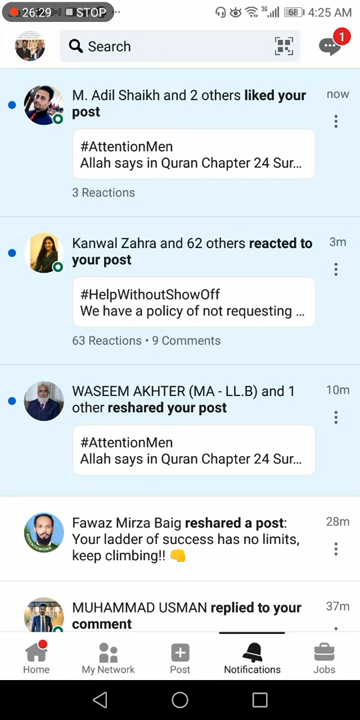 26:29 STOP
68 4:25 AM
Search
1
M. Adil Shaikh and 2 others liked your
post
now
#AttentionMen
Allah says in Quran Chapter 24 Sur...
3 Reactions
Kanwal Zahra and 62 others reacted to
your post
3m
#HelpWithoutShowOff
We have a policy of not requesting ...
63 Reactions • 9 Comments
WASEEM AKHTER (MA - LL.B) and 1
other reshared your post
10m
#AttentionMen
Allah says in Quran Chapter 24 Sur...
Fawaz Mirza Baig reshared a post:
Your ladder of success has no limits,
keep climbing!! 👊
28m
MUHAMMAD USMAN replied to your
comment
37m
Home
My Network
Post
Notifications
Jobs